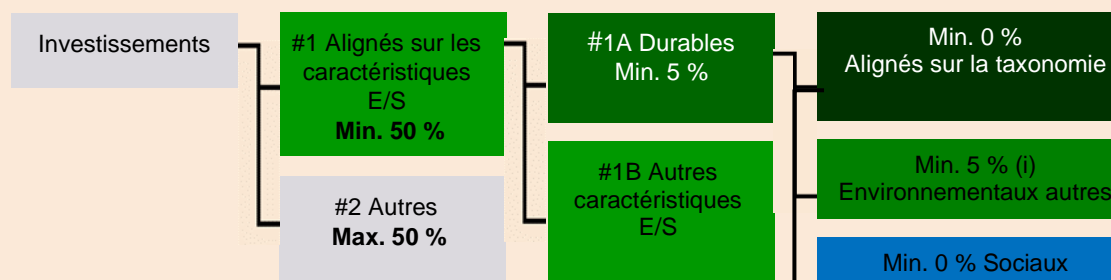 Investissements
#1 Alignés sur les
caractéristiques
E/S
Min. 50 %
#2 Autres
Max. 50 %
#1A Durables
Min. 5 %
#1B Autres
caractéristiques
E/S
Min. 0 %
Alignés sur la taxonomie
Min. 5 % (i)
Environnementaux autres
Min. 0 % Sociaux